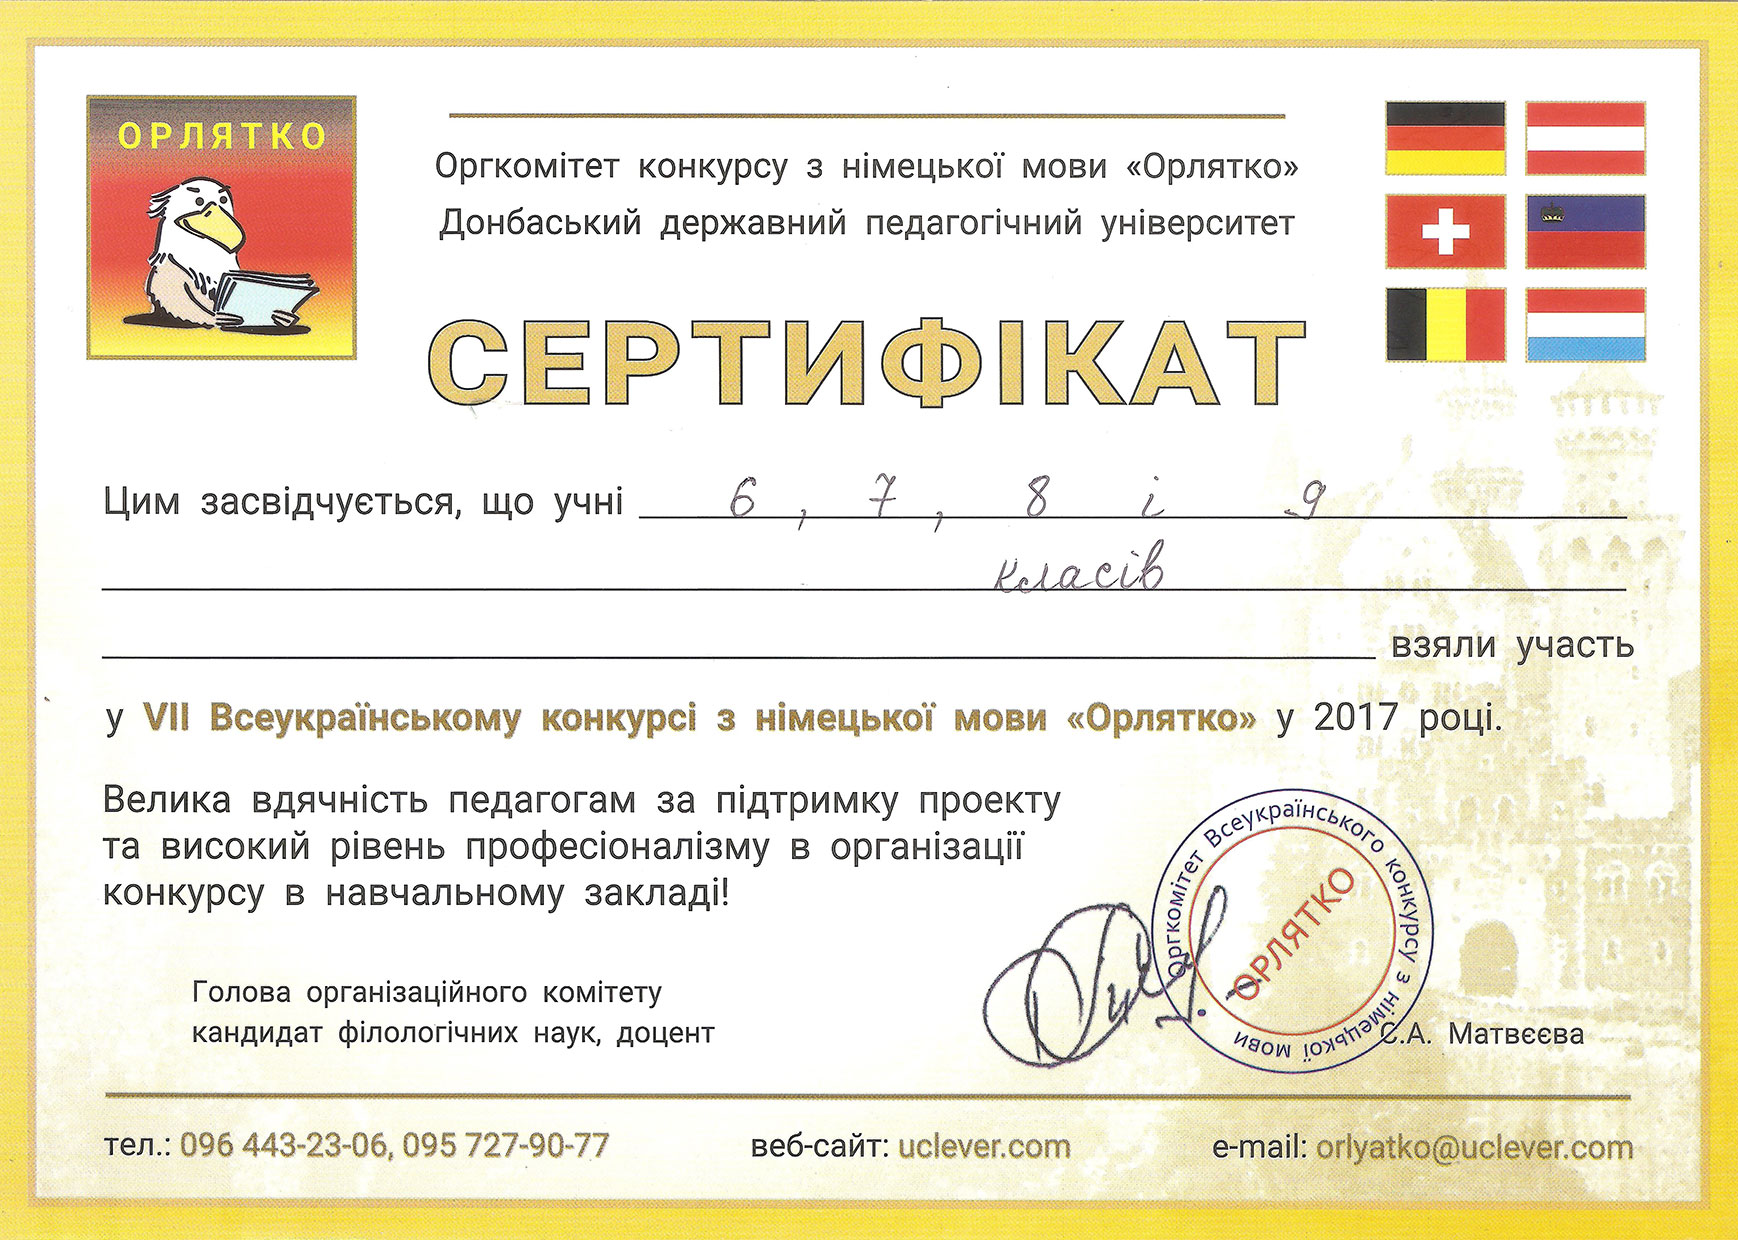 ОРЛЯТКО
Оргкомітет конкурсу з німецької мови «Орлятко»
Донбаський державний педагогічний університет
СЕРТИФІКАТ
Цим засвідчується, що учні 6, 7, 8 і 9
класів
взяли участь
у VII Всеукраїнському конкурсі з німецької мови «Орлятко» у 2017 році.
Велика вдячність педагогам за підтримку проекту
та високий рівень професіоналізму в організації
конкурсу в навчальному закладі!
Оргкомітет Всеукраїнського конкурсу з німецької мови
ОРЛЯТКО
Голова організаційного комітету
кандидат філологічних наук, доцент С.А. Матвєєва
тел.: 096 443-23-06, 095 727-90-77 веб-сайт: uclever.com e-mail: orlyatko@uclever.com